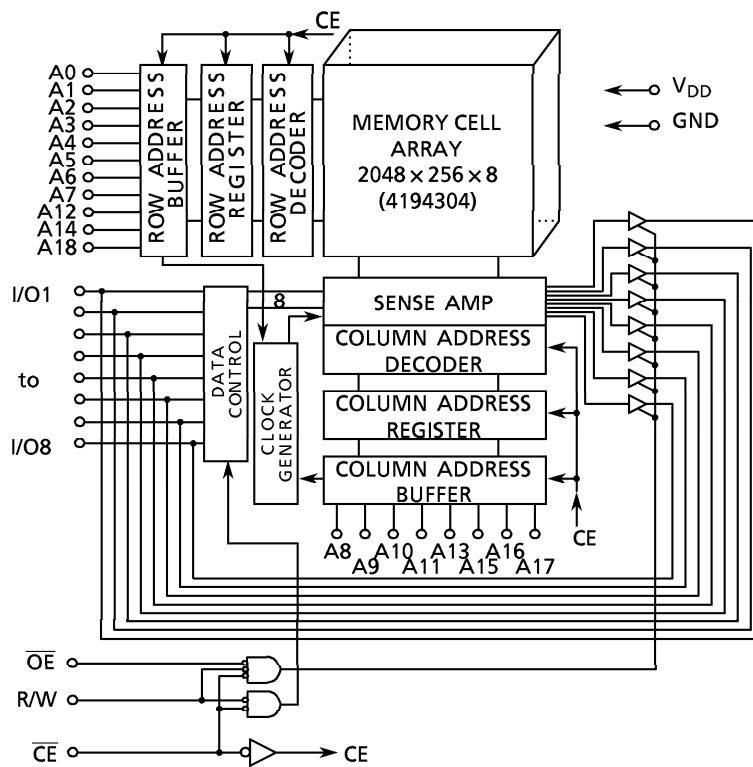 CE
A0
A1
A2
A3
A4
A5
A6
A7
A12
A14
A18
ROW ADDRESS
BUFFER
ROW ADDRESS
REGISTER
ROW ADDRESS
DECODER
MEMORY CELL
ARRAY
2048 × 256 × 8
(4194304)
VDD
GND
I/O1
to
I/O8
DATA
CONTROL
8
CLOCK
GENERATOR
SENSE AMP
COLUMN ADDRESS
DECODER
COLUMN ADDRESS
REGISTER
COLUMN ADDRESS
BUFFER
A8
A9
A10
A11
A13
A15
A16
A17
CE
OE
R/W
CE
CE